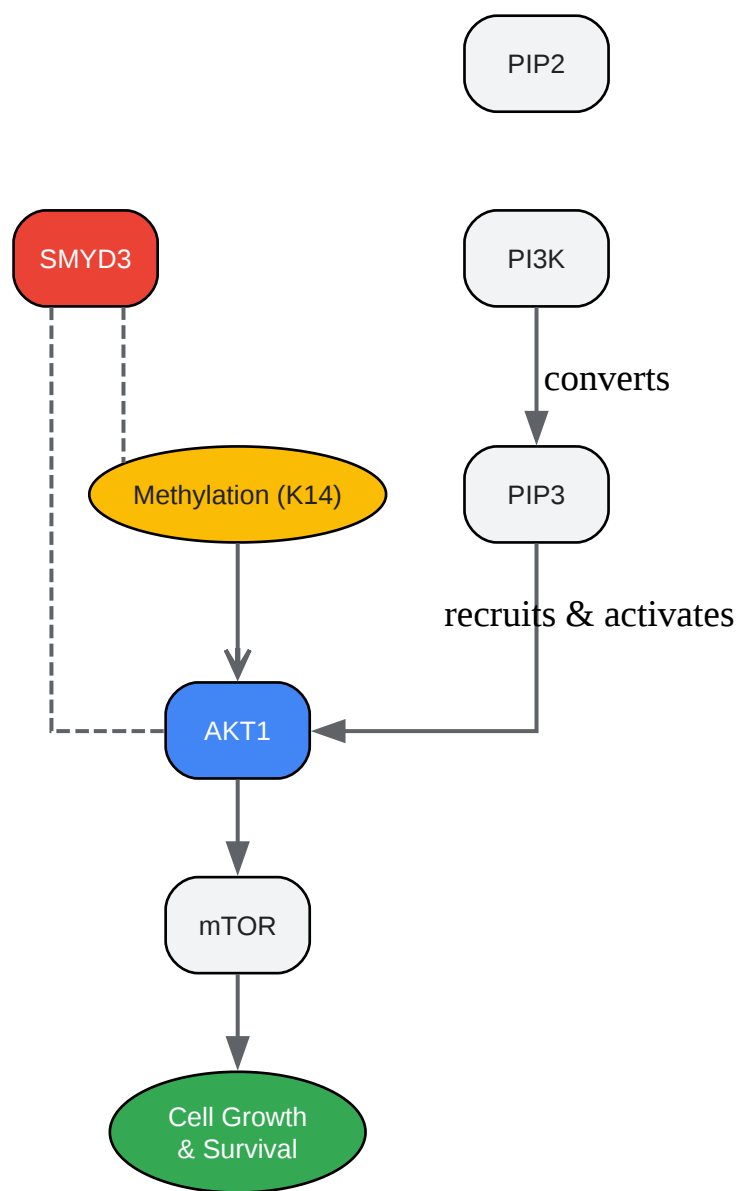 PIP2
SMYD3
PI3K
converts
Methylation (K14)
PIP3
recruits & activates
AKT1
mTOR
Cell Growth
& Survival